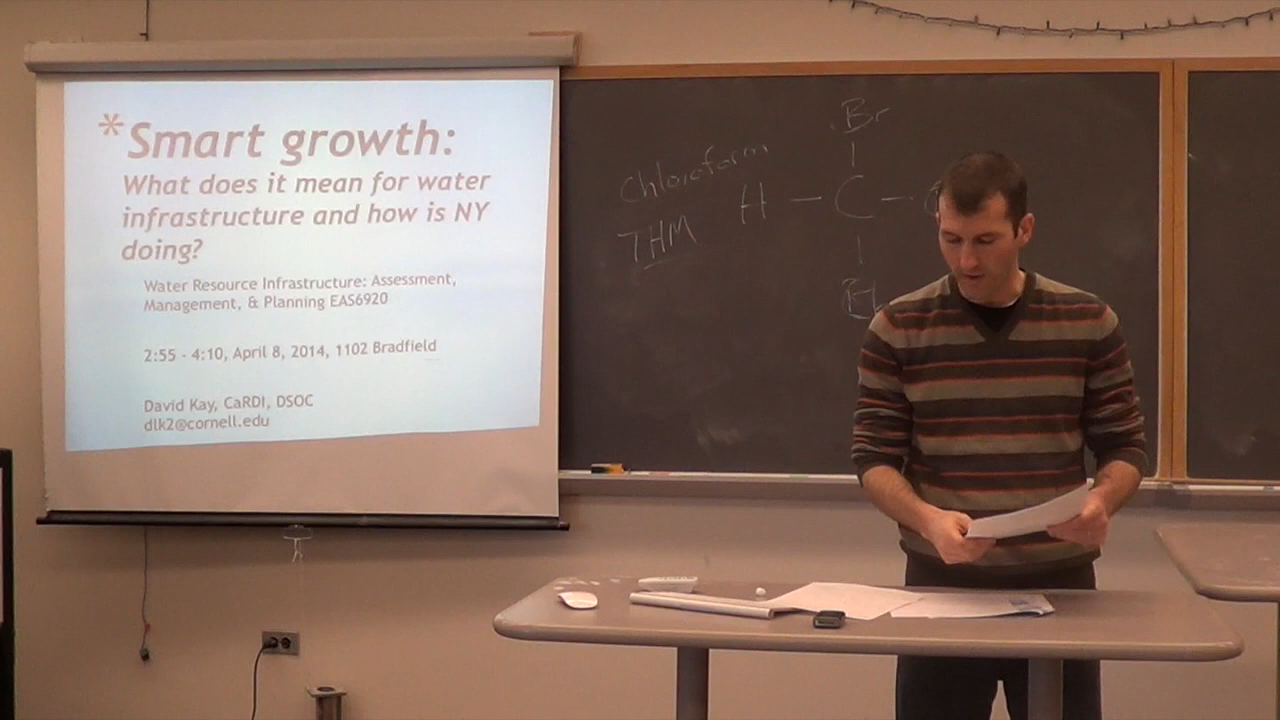 *Smart growth:
What does it mean for water
infrastructure and how is NY
doing?
Water Resource Infrastructure: Assessment,
Management, & Planning EAS6920
2:55 - 4:10, April 8, 2014, 1102 Bradfield
David Kay, CaRDI, DSOC
dlk2@cornell.edu
Chloroform
THM
Br
H - C -